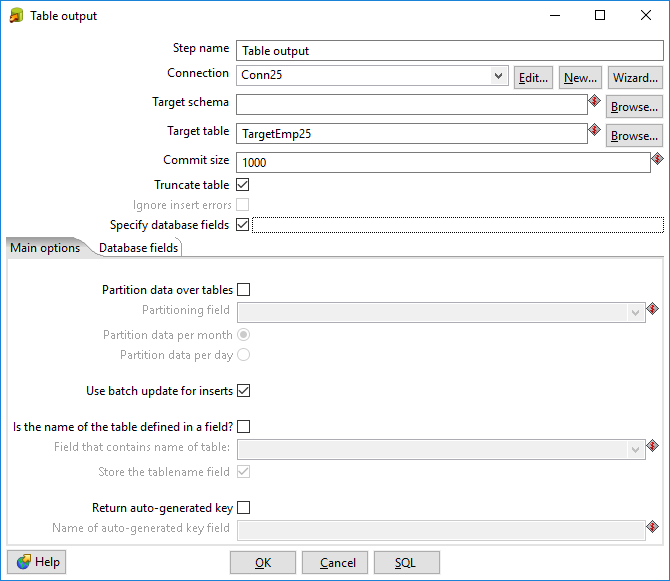 Table output
Step name Table output
Connection Conn25 Edit... New... Wizard...
Target schema Browse...
Target table TargetEmp25 Browse...
Commit size 1000
Truncate table
Ignore insert errors
Specify database fields
Main options Database fields
Partition data over tables
Partitioning field
Partition data per month
Partition data per day
Use batch update for inserts
Is the name of the table defined in a field?
Field that contains name of table:
Store the tablename field
Return auto-generated key
Name of auto-generated key field
Help OK Cancel SQL